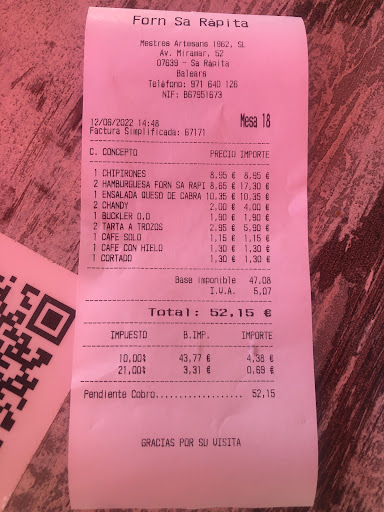 Forn Sa Ràpita
Mestres Artesans 1962, SL
Av. Miramar, 52
07639 - Sa Ràpita
Balears
Teléfono: 971 640 126
NIF: B67951673
12/06/2022 14:48 Mesa 18
Factura Simplificada: 67171
C. CONCEPTO PRECIO IMPORTE
1 CHIPIRONES 8,95 € 8,95 €
2 HAMBURGUESA FORN SA RAPI 8,65 € 17,30 €
1 ENSALADA QUESO DE CABRA 10,35 € 10,35 €
2 CHANDY 2,00 € 4,00 €
1 BUCKLER 0,0 1,90 € 1,90 €
2 TARTA A TROZOS 2,95 € 5,90 €
1 CAFE SOLO 1,15 € 1,15 €
1 CAFE CON HIELO 1,30 € 1,30 €
1 CORTADO 1,30 € 1,30 €
Base imponible 47,08
I.V.A. 5,07
Total: 52,15 €
IMPUESTO B.IMP. IMPORTE
10,00% 43,77 € 4,38 €
21,00% 3,31 € 0,69 €
Pendiente Cobro.................. 52,15
GRACIAS POR SU VISITA